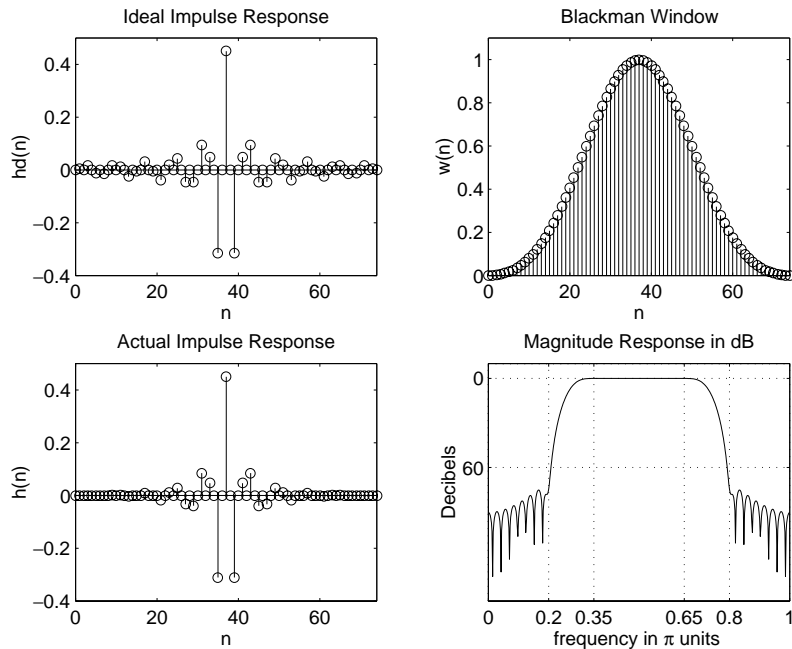 Ideal Impulse Response
hd(n)
0.4
0.2
0
−0.2
−0.4
0 20 40 60
n
Blackman Window
w(n)
1
0.8
0.6
0.4
0.2
0
0 20 40 60
n
Actual Impulse Response
h(n)
0.4
0.2
0
−0.2
−0.4
0 20 40 60
n
Magnitude Response in dB
Decibels
0
60
0 0.2 0.35 0.65 0.8 1
frequency in π units